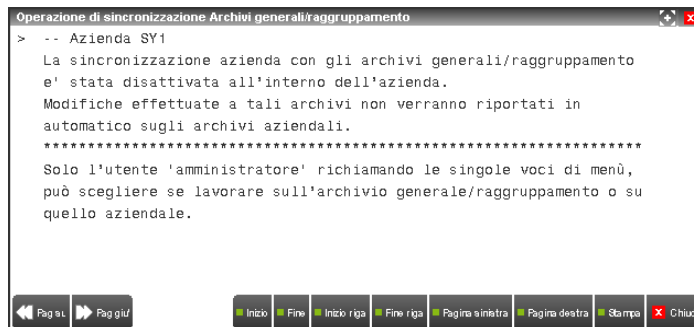 Operazione di sincronizzazione Archivi generali/raggruppamento
> -- Azienda SY1
La sincronizzazione azienda con gli archivi generali/raggruppamento
e' stata disattivata all'interno dell'azienda.
Modifiche effettuate a tali archivi non verranno riportati in
automatico sugli archivi aziendali.
********************************************************************
Solo l'utente 'amministratore' richiamando le singole voci di menù,
può scegliere se lavorare sull'archivio generale/raggruppamento o su
quello aziendale.
Pag su Pag giu' Inizio Fine Inizio riga Fine riga Pagina sinistra Pagina destra Stampa X Chiudi